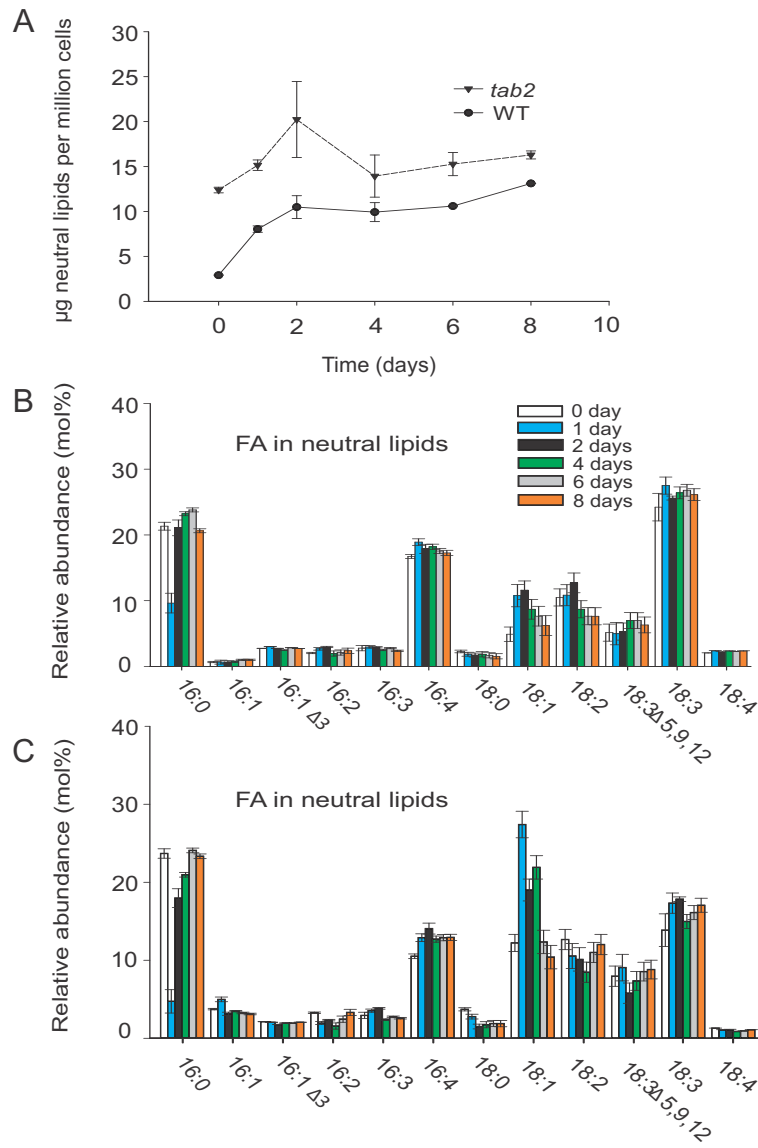 A
µg neutral lipids per million cells
30
25
20
15
10
5
0
tab2
WT
0 2 4 6 8 10
Time (days)
B
Relative abundance (mol%)
40
30
20
10
0
FA in neutral lipids
0 day
1 day
2 days
4 days
6 days
8 days
16:0
16:1
16:1 Δ3
16:2
16:3
16:4
18:0
18:1
18:2
18:3Δ5,9,12
18:3
18:4
C
Relative abundance (mol%)
40
30
20
10
0
FA in neutral lipids
16:0
16:1
16:1 Δ3
16:2
16:3
16:4
18:0
18:1
18:2
18:3Δ5,9,12
18:3
18:4